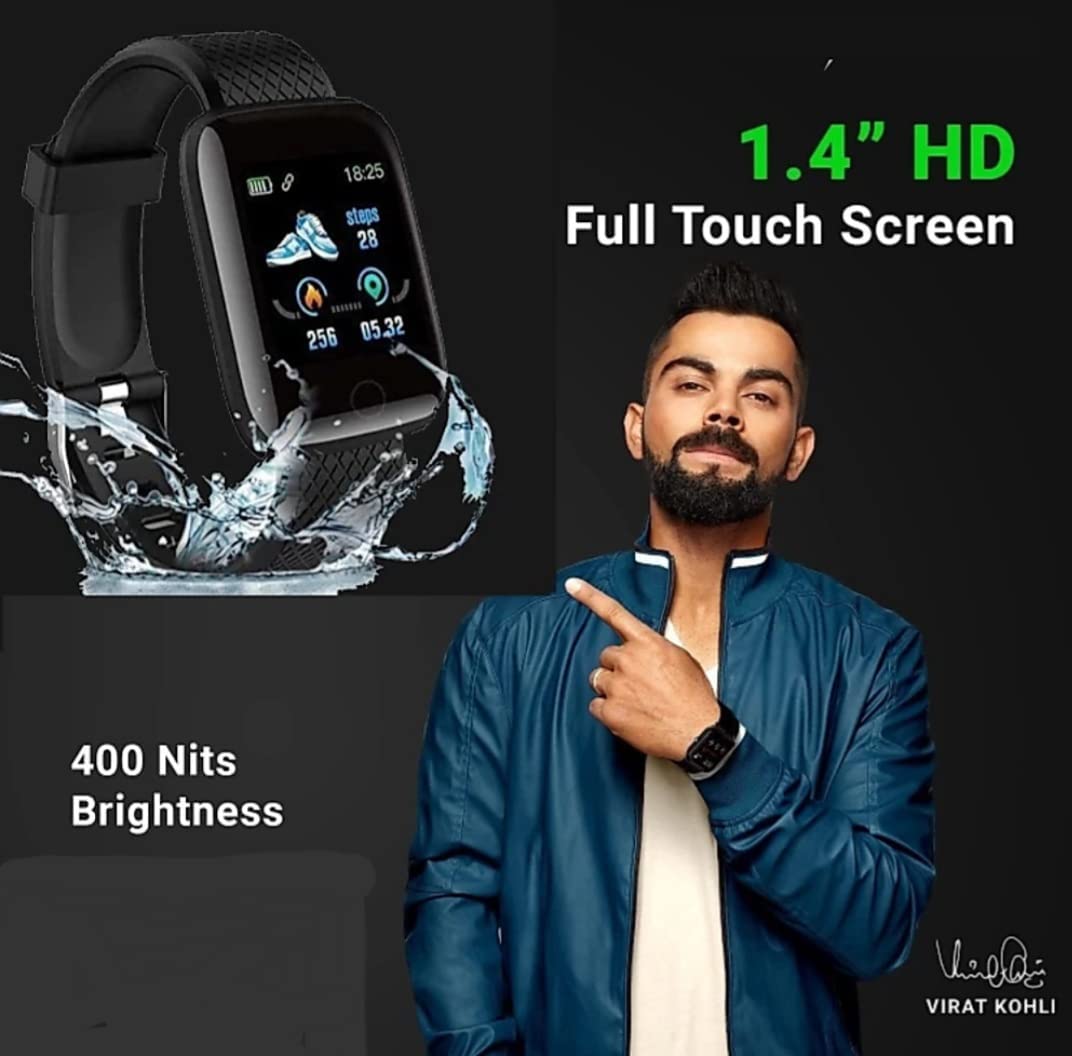 18:25
steps
28
256 05.32
1.4” HD
Full Touch Screen
400 Nits
Brightness
VIRAT KOHLI